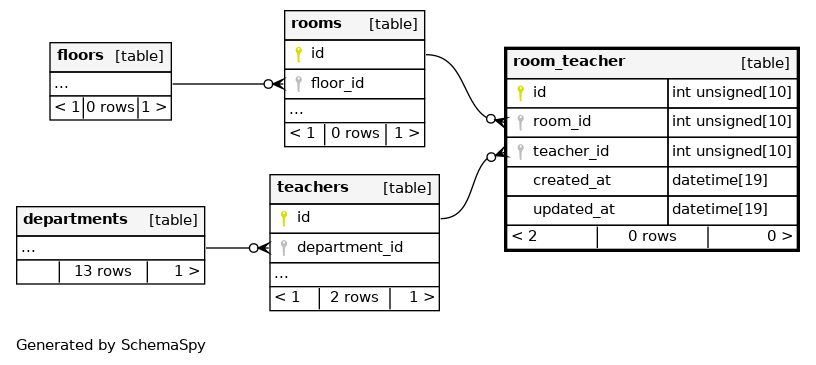 floors [table]
...
< 1 0 rows 1 >
rooms [table]
id
floor_id
...
< 1 0 rows 1 >
departments [table]
...
13 rows 1 >
teachers [table]
id
department_id
...
< 1 2 rows 1 >
room_teacher [table]
id int unsigned[10]
room_id int unsigned[10]
teacher_id int unsigned[10]
created_at datetime[19]
updated_at datetime[19]
< 2 0 rows 0 >
Generated by SchemaSpy